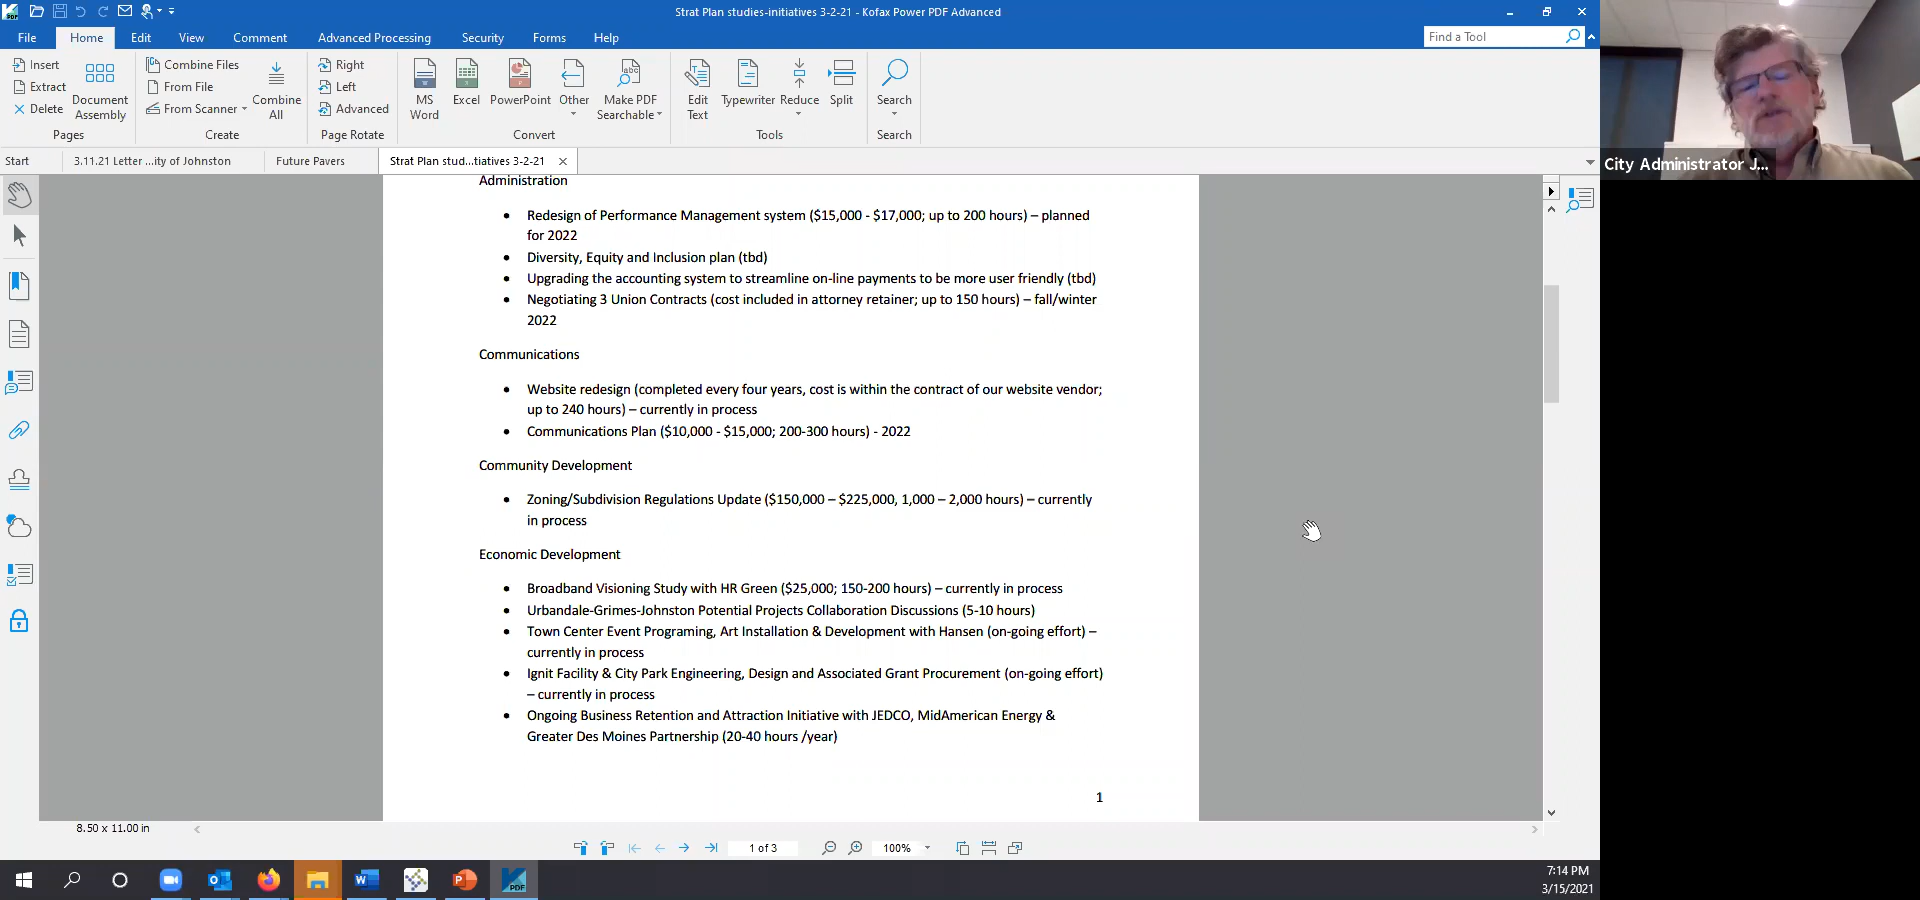 Strat Plan studies-initiatives 3-2-21 - Kofax Power PDF Advanced
File Home Edit View Comment Advanced Processing Security Forms Help
Find a Tool
Insert
Extract
Delete
Document
Assembly
Pages
Combine Files
From File
From Scanner
Combine
All
Create
Right
Left
Advanced
Page Rotate
MS
Word
Excel
PowerPoint
Other
Make PDF
Searchable
Convert
Edit
Text
Typewriter
Reduce
Split
Tools
Search
Search
Start
3.11.21 Letter ...ity of Johnston
Future Pavers
Strat Plan stud...tiatives 3-2-21
City Administrator J...
Administration
• Redesign of Performance Management system ($15,000 - $17,000; up to 200 hours) – planned
for 2022
• Diversity, Equity and Inclusion plan (tbd)
• Upgrading the accounting system to streamline on-line payments to be more user friendly (tbd)
• Negotiating 3 Union Contracts (cost included in attorney retainer; up to 150 hours) – fall/winter
2022
Communications
• Website redesign (completed every four years, cost is within the contract of our website vendor;
up to 240 hours) – currently in process
• Communications Plan ($10,000 - $15,000; 200-300 hours) - 2022
Community Development
• Zoning/Subdivision Regulations Update ($150,000 – $225,000, 1,000 – 2,000 hours) – currently
in process
Economic Development
• Broadband Visioning Study with HR Green ($25,000; 150-200 hours) – currently in process
• Urbandale-Grimes-Johnston Potential Projects Collaboration Discussions (5-10 hours)
• Town Center Event Programing, Art Installation & Development with Hansen (on-going effort) –
currently in process
• Ignit Facility & City Park Engineering, Design and Associated Grant Procurement (on-going effort)
– currently in process
• Ongoing Business Retention and Attraction Initiative with JEDCO, MidAmerican Energy &
Greater Des Moines Partnership (20-40 hours /year)
1
8.50 x 11.00 in
1 of 3
100%
7:14 PM
3/15/2021